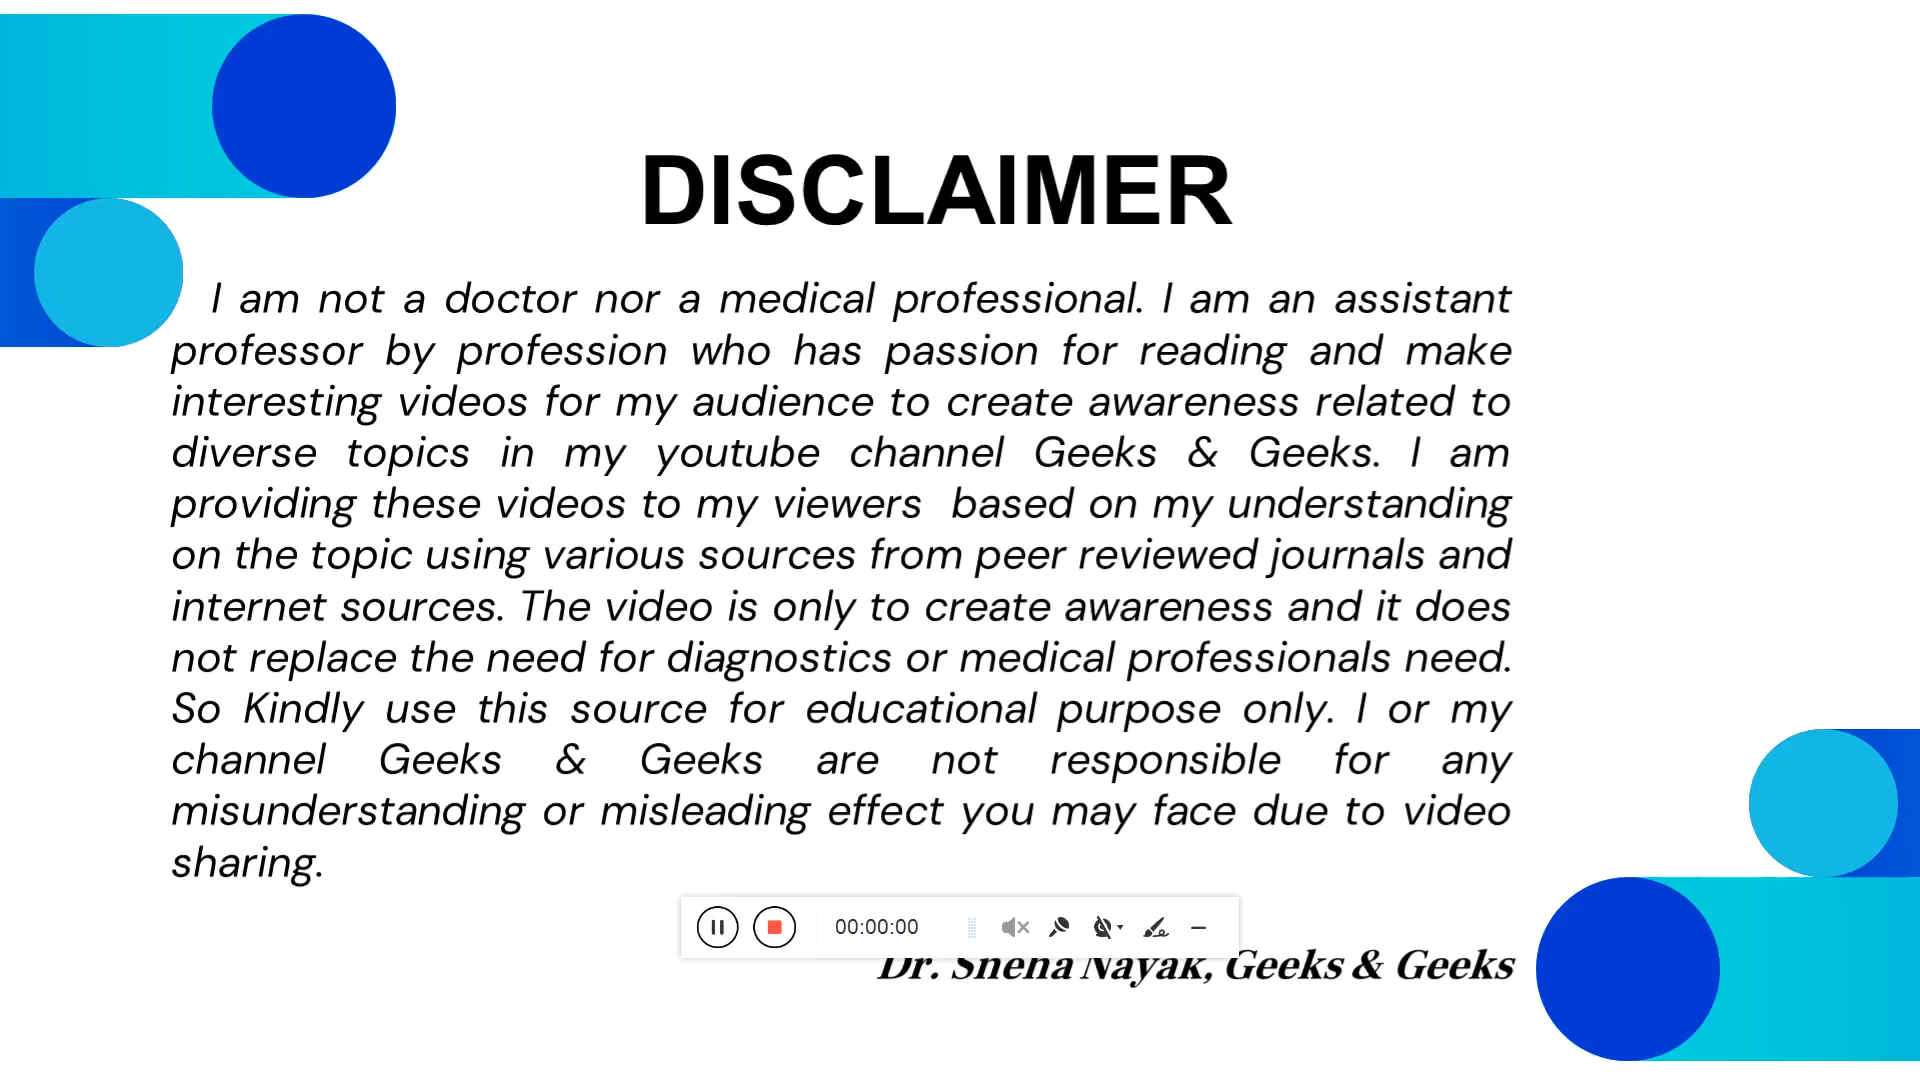 DISCLAIMER
I am not a doctor nor a medical professional. I am an assistant
professor by profession who has passion for reading and make
interesting videos for my audience to create awareness related to
diverse topics in my youtube channel Geeks & Geeks. I am
providing these videos to my viewers based on my understanding
on the topic using various sources from peer reviewed journals and
internet sources. The video is only to create awareness and it does
not replace the need for diagnostics or medical professionals need.
So Kindly use this source for educational purpose only. I or my
channel Geeks & Geeks are not responsible for any
misunderstanding or misleading effect you may face due to video
sharing.
00:00:00
Dr. Sneha Nayak, Geeks & Geeks